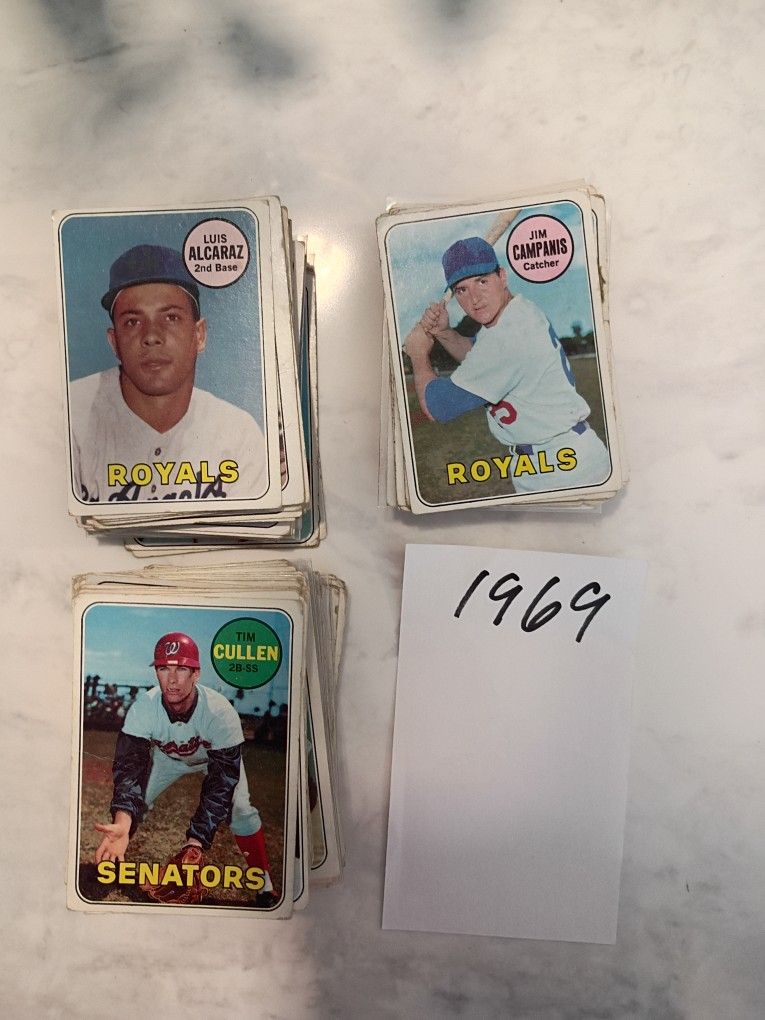 LUIS
ALCARAZ
2nd Base
ROYALS
JIM
CAMPANIS
Catcher
ROYALS
1969
W
TIM
CULLEN
2B-SS
SENATORS